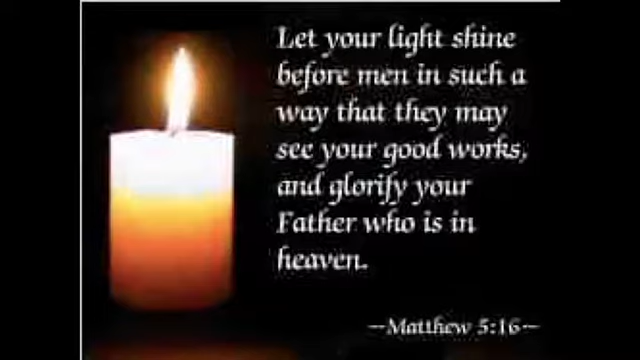 Let your light shine
before men in such a
way that they may
see your good works,
and glorify your
Father who is in
heaven.
—Matthew 5:16—